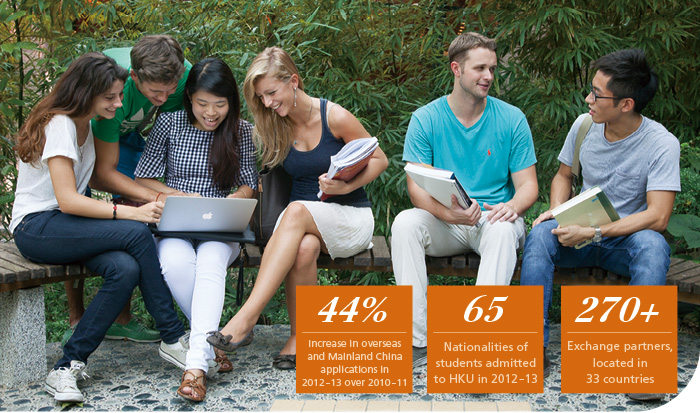 44%
Increase in overseas
and Mainland China
applications in
2012–13 over 2010–11
65
Nationalities of
students admitted
to HKU in 2012–13
270+
Exchange partners,
located in
33 countries